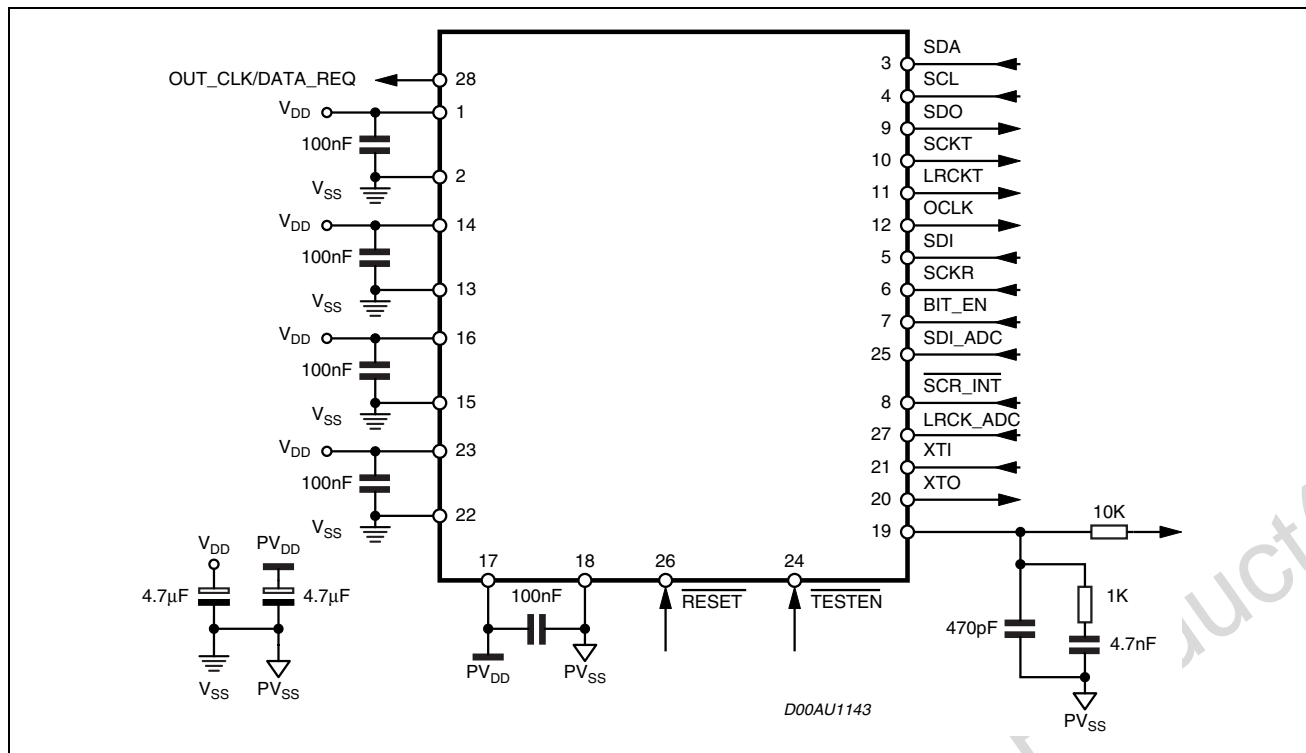 OUT_CLK/DATA_REQ 28
VDD 1
100nF
VSS 2
VDD 14
100nF
VSS 13
VDD 16
100nF
VSS 15
VDD 23
100nF
VSS 22
3 SDA
4 SCL
9 SDO
10 SCKT
11 LRCKT
12 OCLK
5 SDI
6 SCKR
7 BIT_EN
25 SDI_ADC
8 SCR_INT
27 LRCK_ADC
21 XTI
20 XTO
19 10K
1K
470pF 4.7nF
PVSS
17 18 26 24
100nF RESET TESTEN
PVDD PVSS
VDD PVDD
4.7µF 4.7µF
VSS PVSS
D00AU1143